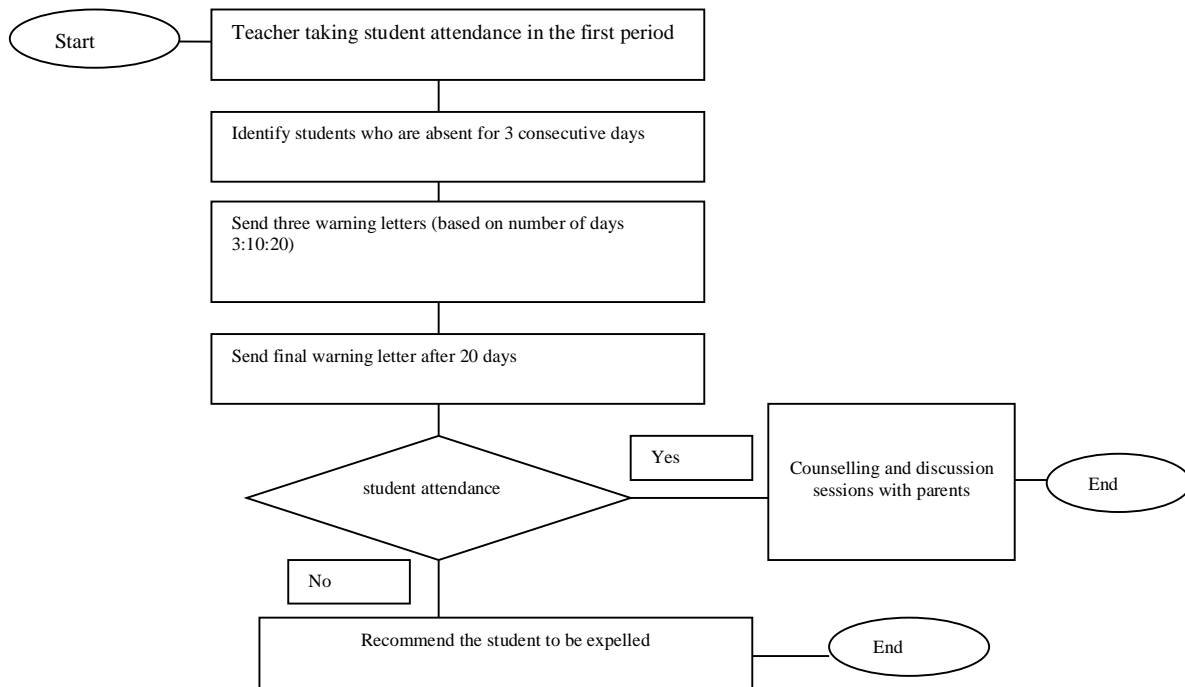 Start
Teacher taking student attendance in the first period
Identify students who are absent for 3 consecutive days
Send three warning letters (based on number of days
3:10:20)
Send final warning letter after 20 days
student attendance
Yes
Counselling and discussion
sessions with parents
End
No
Recommend the student to be expelled
End